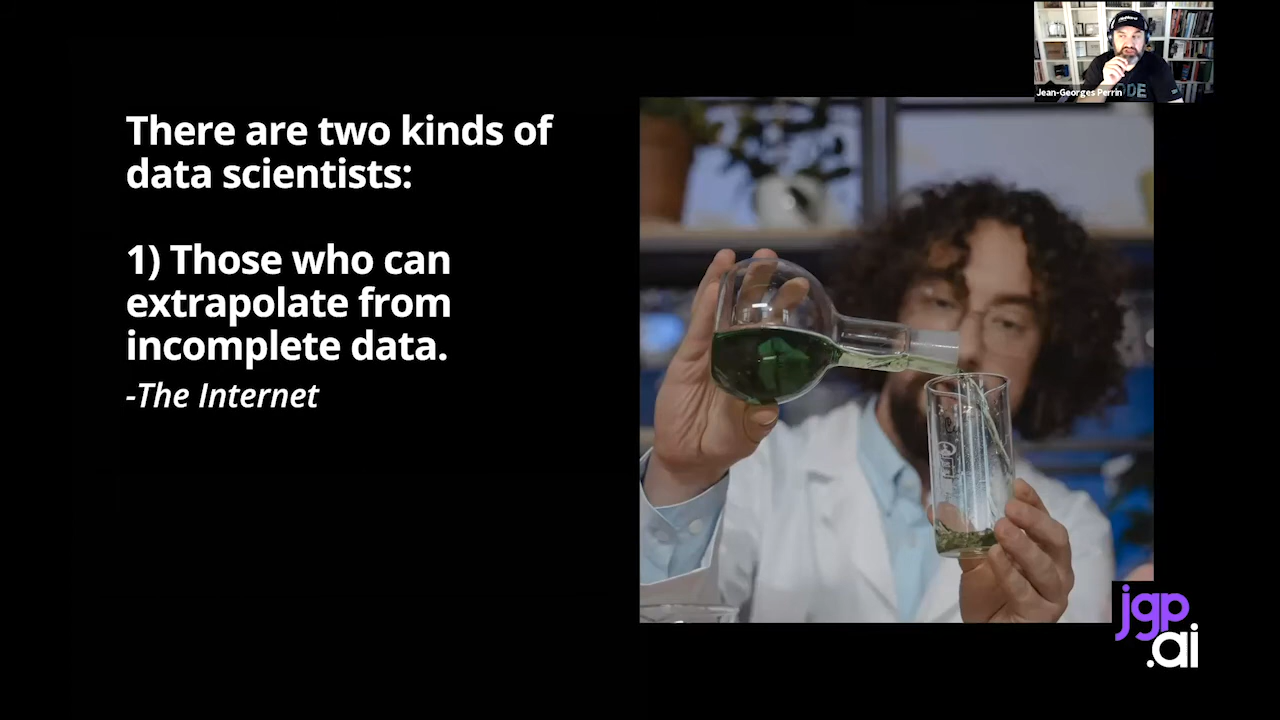 There are two kinds of
data scientists:
1) Those who can
extrapolate from
incomplete data.
-The Internet
Jean-Georges Perrin
jgp
.ai